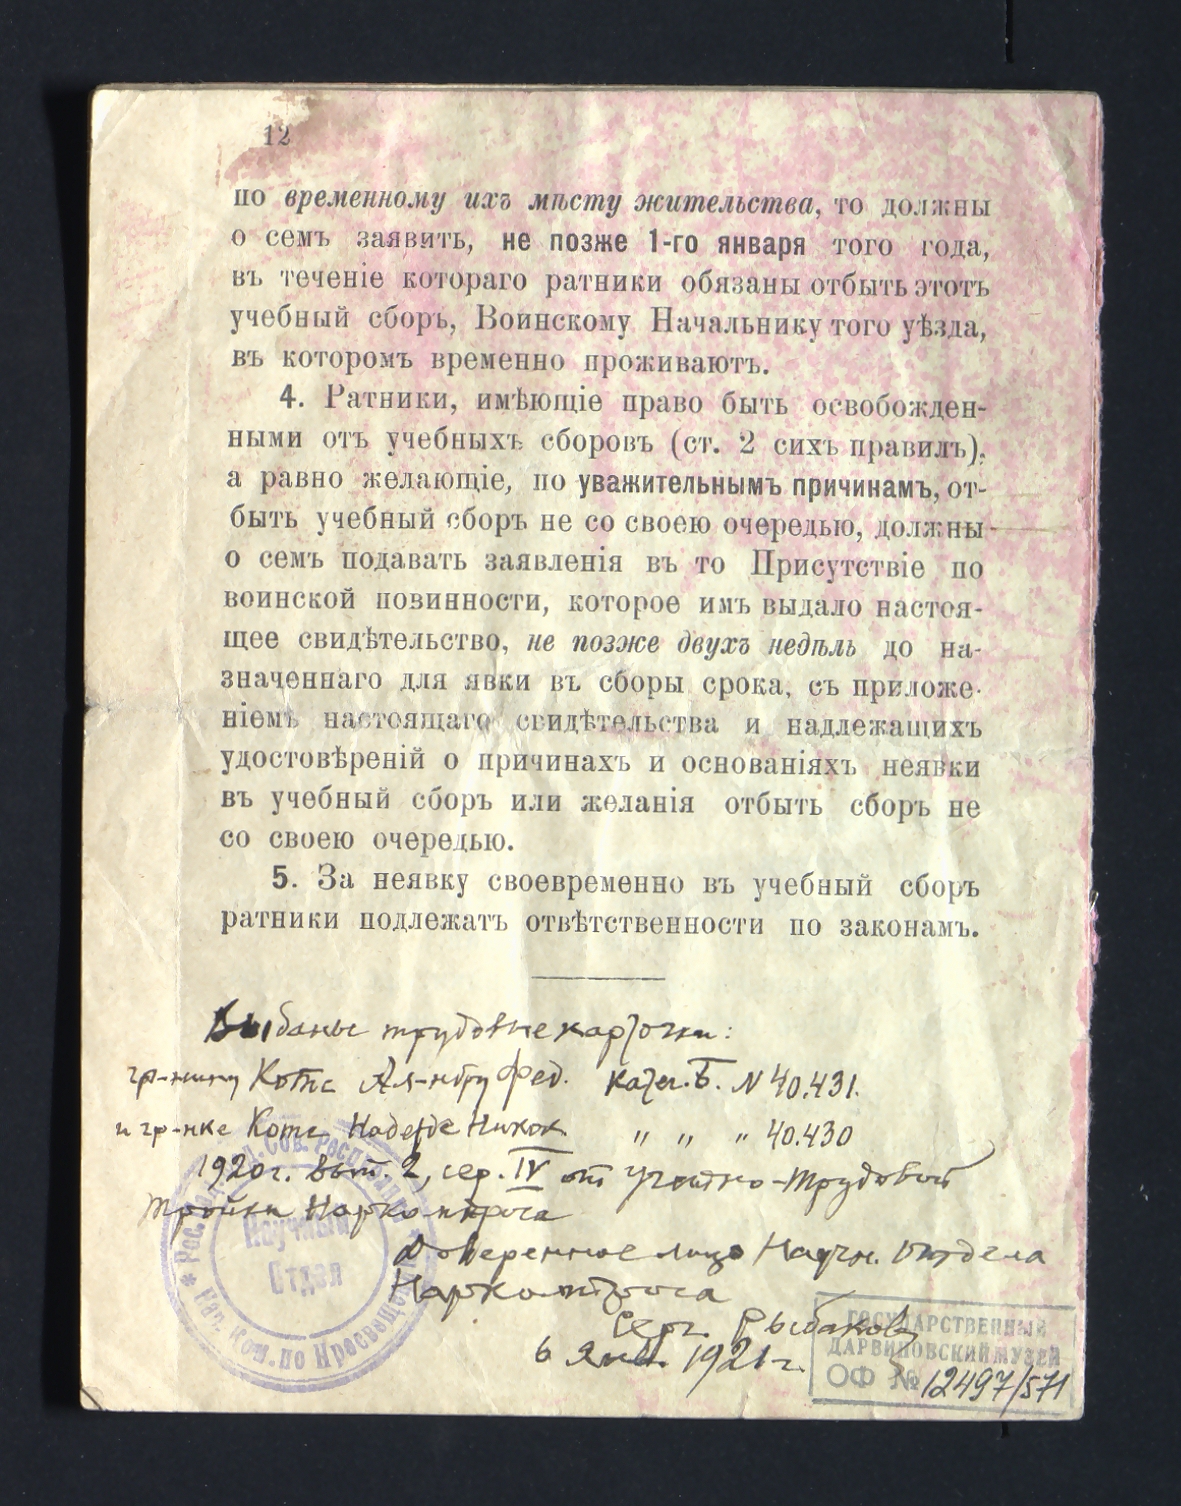 12
по временному ихъ мѣсту жительства, то должны
о семъ заявить, не позже 1-го января того года,
въ теченіе котораго ратники обязаны отбыть этотъ
учебный сборъ, Воинскому Начальнику того уѣзда,
въ которомъ временно проживаютъ.
4. Ратники, имѣющіе право быть освобожден-
ными отъ учебныхъ сборовъ (ст. 2 сихъ правилъ),
а равно желающіе, по уважительнымъ причинамъ, от-
быть учебный сборъ не со своею очередью, должны
о семъ подавать заявленія въ то Присутствіе по
воинской повинности, которое имъ выдало настоя-
щее свидѣтельство, не позже двухъ недѣль до на-
значеннаго для явки въ сборы срока, съ приложе-
ніемъ настоящаго свидѣтельства и надлежащихъ
удостовѣреній о причинахъ и основаніяхъ неявки
въ учебный сборъ или желанія отбыть сборъ не
со своею очередью.
5. За неявку своевременно въ учебный сборъ
ратники подлежатъ отвѣтственности по законамъ.
трудовые карточки:
гр-нину Котс Ал-ндру Фед. катег. Б. N 40.431.
и гр-нке Котс Надежде Никол. " " " 40.430
1920 г. вып. 2, сер. IV от Учетно-Трудовой
Тройки Наркомпроса
Доверенное лицо Научн. Отдела
Наркомпроса
Серг. Рыбаков
6 янв. 1921 г.
Научный
Отдел
Нар. Ком. по Просвещению
ГОСУДАРСТВЕННЫЙ
ДАРВИНОВСКИЙ МУЗЕЙ
ОФ № 12497/571